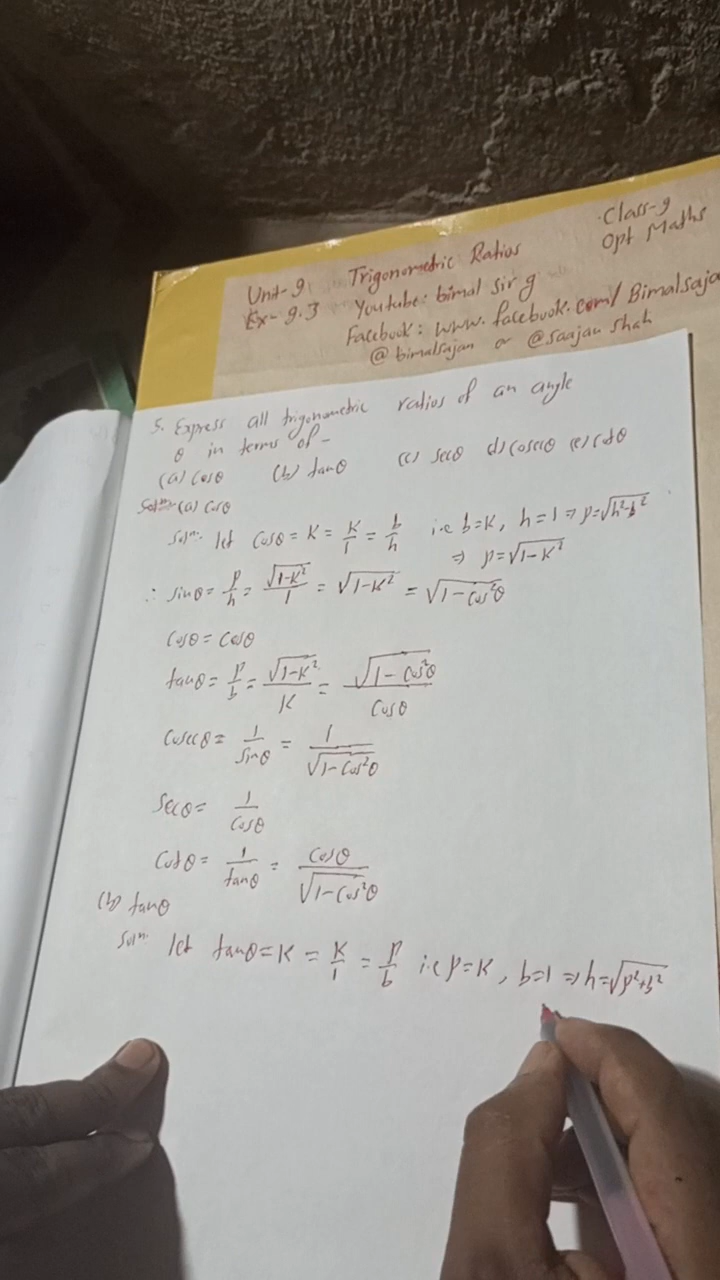 Class-9
Unit-9 Trigonometric Ratios Opt Maths
Ex-9.3 Youtube: bimal sir g
Facebook: www.facebook.com/Bimalsaja
@bimalsajan or @saajan shah
5. Express all trigonometric ratios of an angle
θ in terms of -
(a) cosθ (b) tanθ (c) secθ d) cosecθ (e) cotθ
Solⁿ: (a) cosθ
Solⁿ: let cosθ = K = K/1 = b/h i.e b=K, h=1 ⇒ p=√(h²-b²)
⇒ p=√(1-K²)
∴ sinθ = p/h = √(1-K²)/1 = √(1-K²) = √(1-cos²θ)
cosθ = cosθ
tanθ = p/b = √(1-K²)/K = √(1-cos²θ)/cosθ
cosecθ = 1/sinθ = 1/√(1-cos²θ)
secθ = 1/cosθ
cotθ = 1/tanθ = cosθ/√(1-cos²θ)
(b) tanθ
Solⁿ: let tanθ = K = K/1 = p/b i.e p=K, b=1 ⇒ h=√(p²+b²)